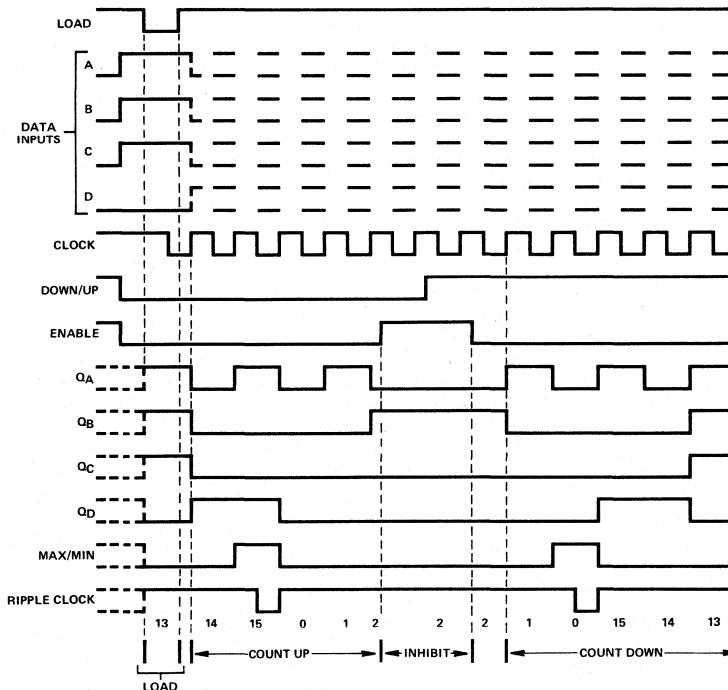 LOAD
A
B
DATA
INPUTS
C
D
CLOCK
DOWN/UP
ENABLE
QA
QB
QC
QD
MAX/MIN
RIPPLE CLOCK
13 14 15 0 1 2 2 2 1 0 15 14 13
COUNT UP INHIBIT COUNT DOWN
LOAD